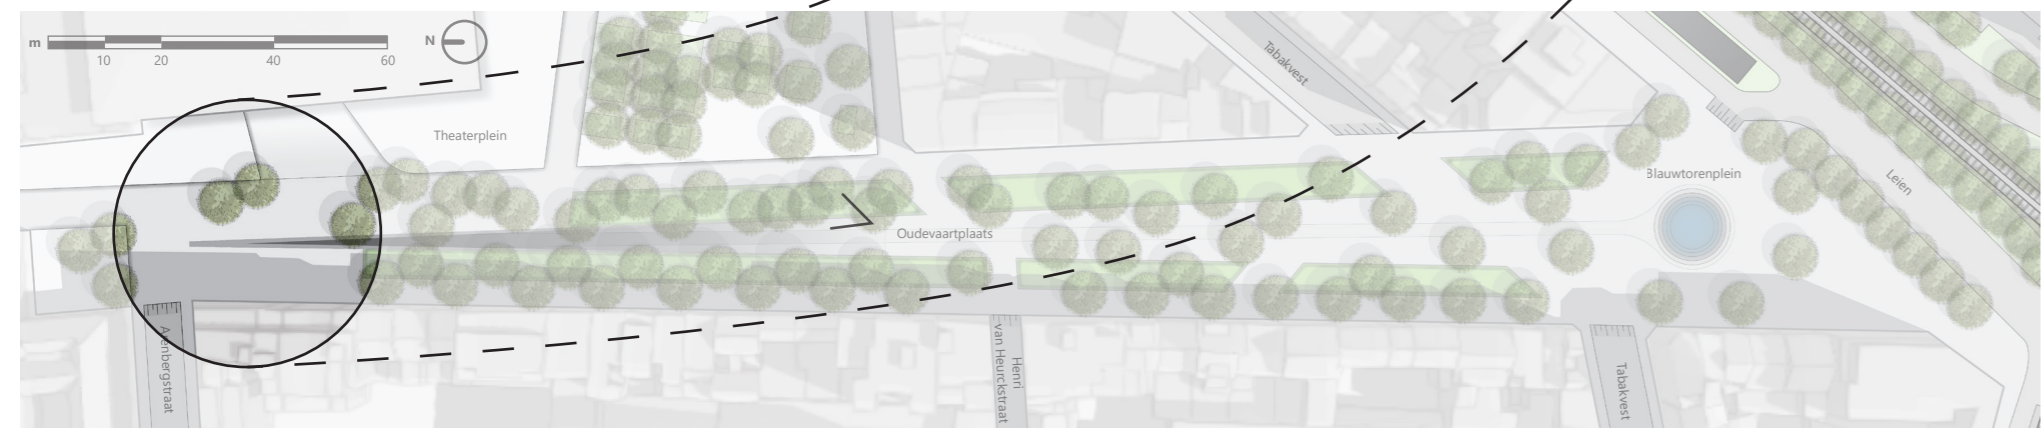 m
10 20 40 60
N
Theaterplein
Tabakvest
Blauwtorenplein
Leien
Oudevaartplaats
Arenbergstraat
Henri
van Heurckstraat
Tabakvest